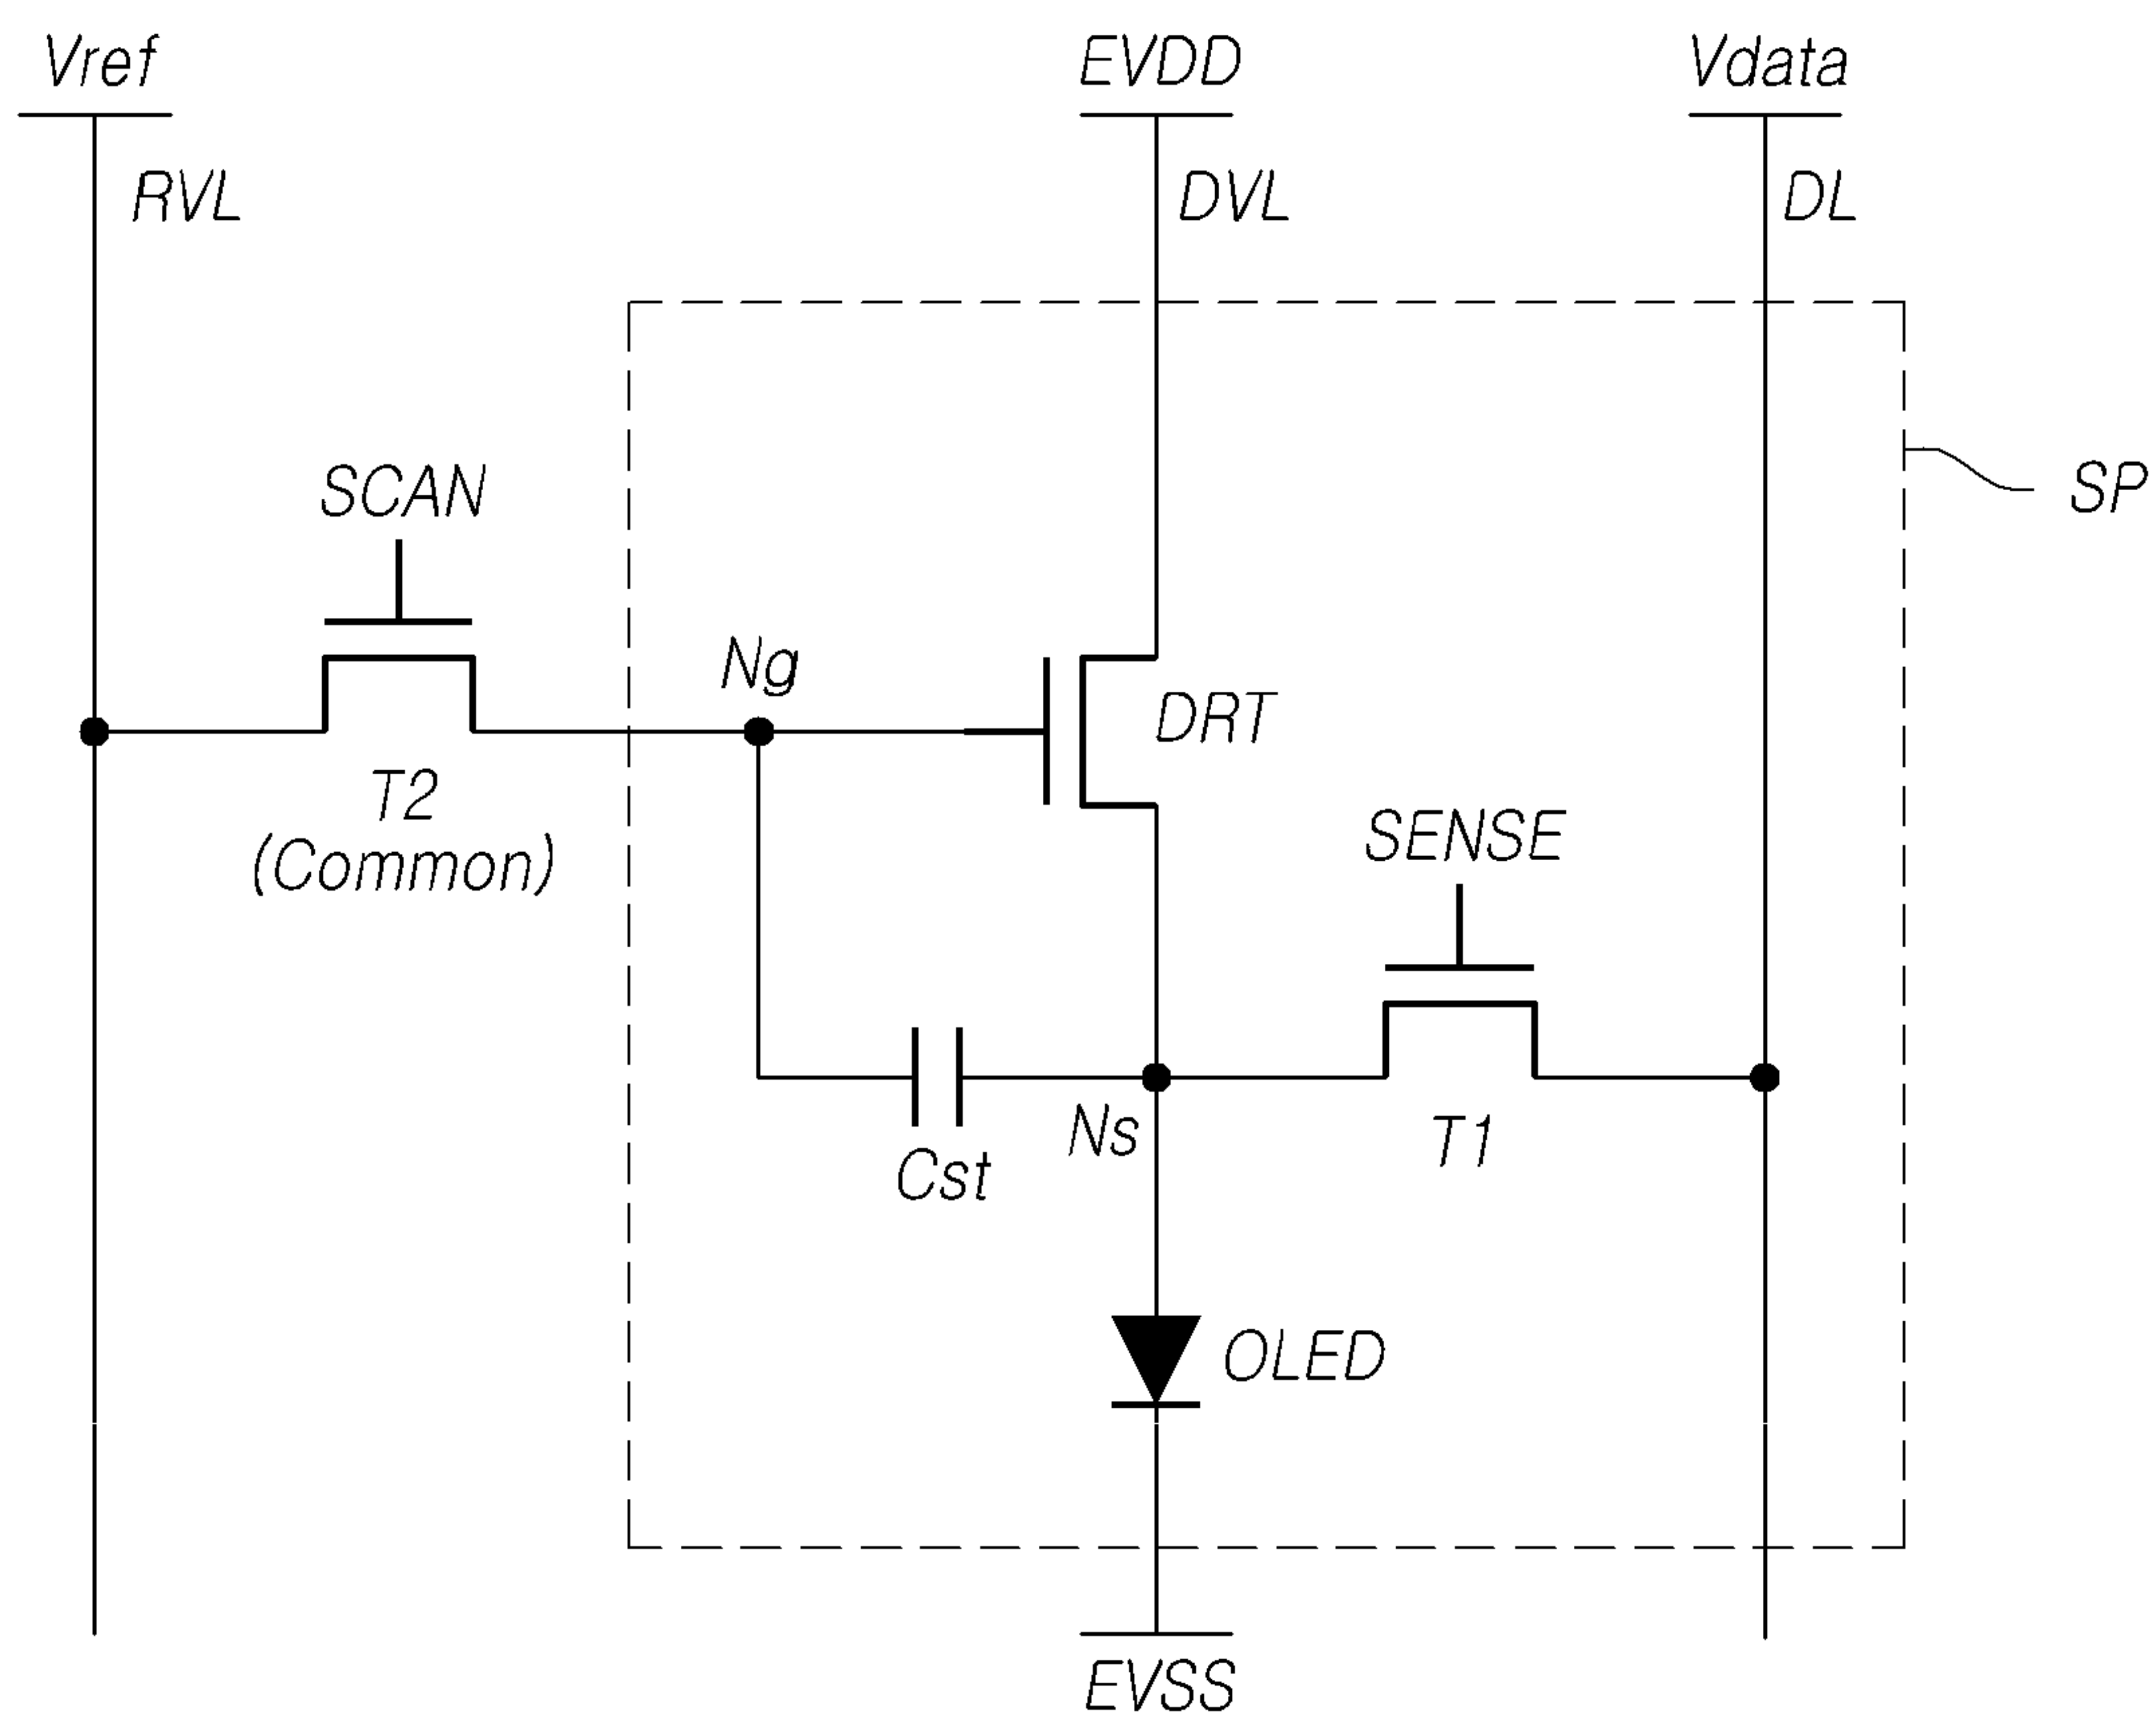 Vref
EVDD
Vdata
RVL
DVL
DL
SCAN
SP
Ng
DRT
T2
(Common)
SENSE
Ns
T1
Cst
OLED
EVSS